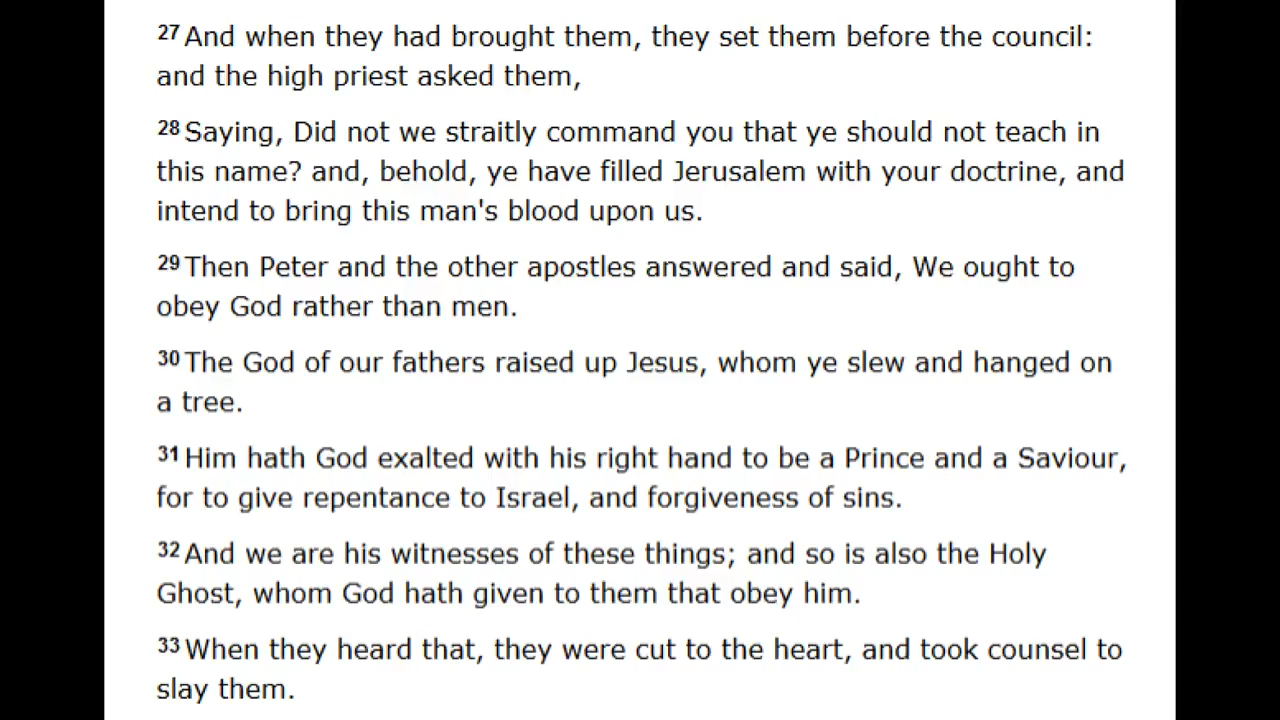 27 And when they had brought them, they set them before the council:
and the high priest asked them,
28 Saying, Did not we straitly command you that ye should not teach in
this name? and, behold, ye have filled Jerusalem with your doctrine, and
intend to bring this man's blood upon us.
29 Then Peter and the other apostles answered and said, We ought to
obey God rather than men.
30 The God of our fathers raised up Jesus, whom ye slew and hanged on
a tree.
31 Him hath God exalted with his right hand to be a Prince and a Saviour,
for to give repentance to Israel, and forgiveness of sins.
32 And we are his witnesses of these things; and so is also the Holy
Ghost, whom God hath given to them that obey him.
33 When they heard that, they were cut to the heart, and took counsel to
slay them.